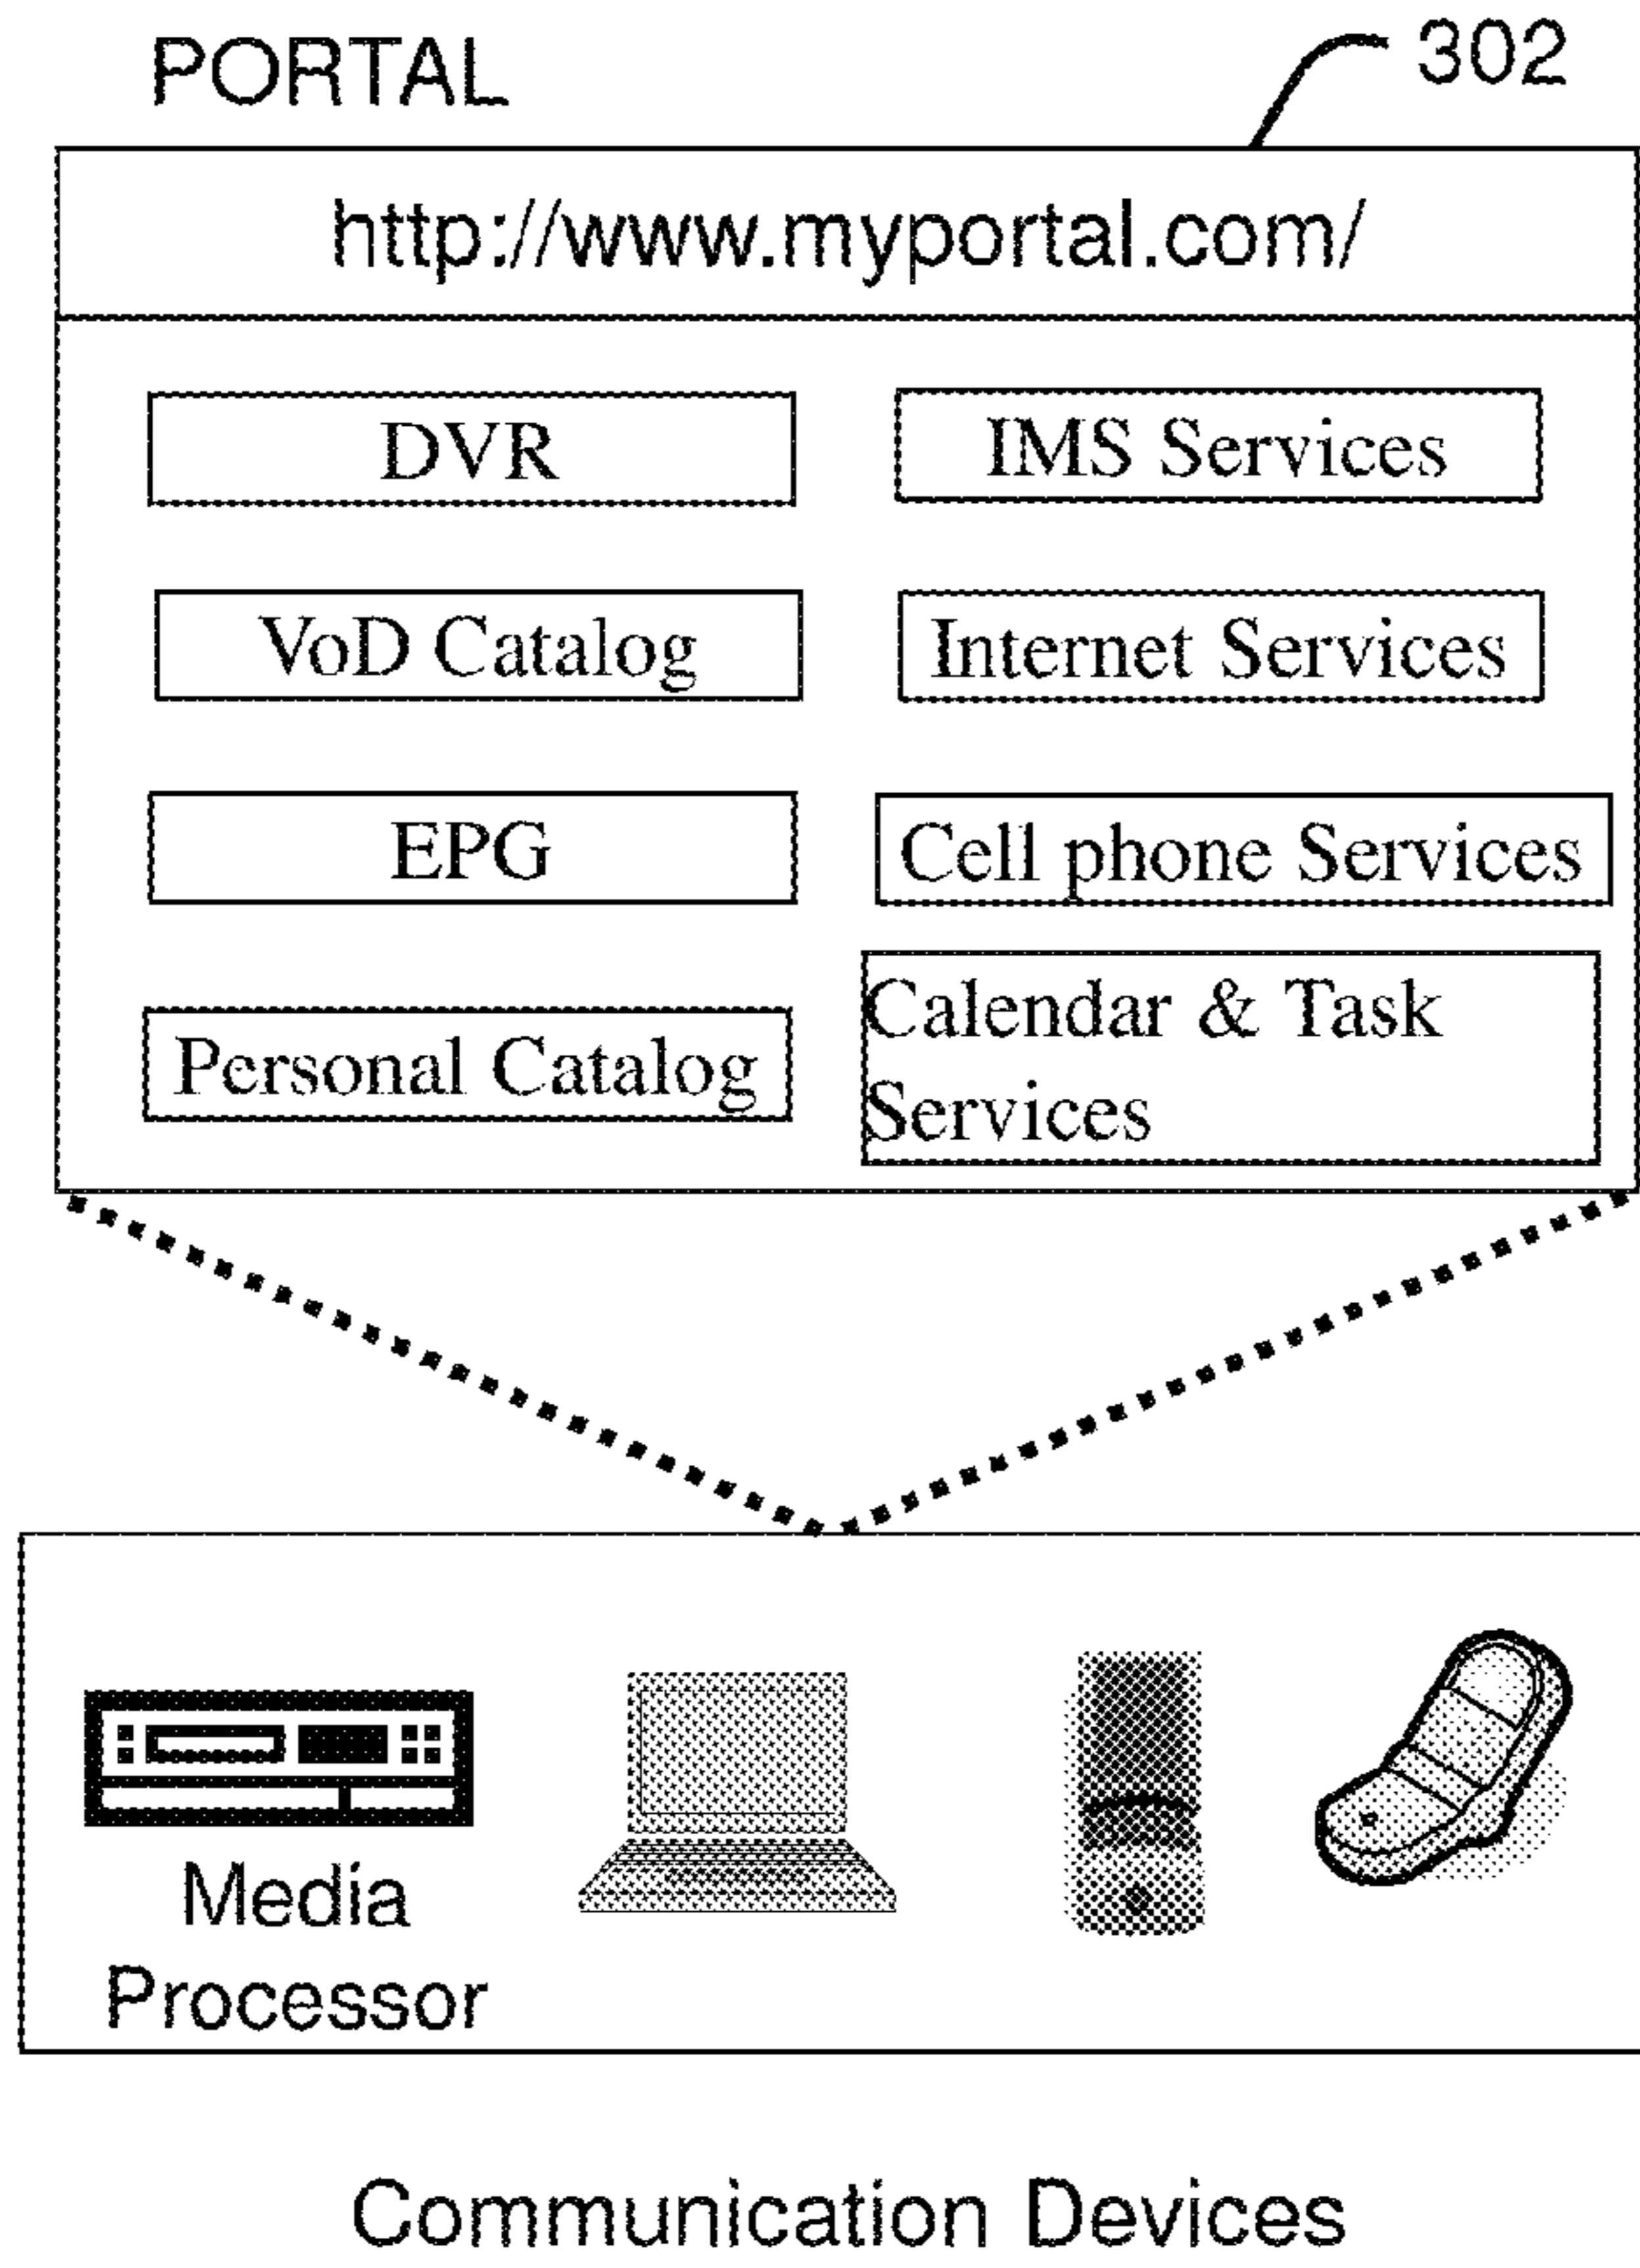 PORTAL
302
http://www.myportal.com/
DVR
IMS Services
VoD Catalog
Internet Services
EPG
Cell phone Services
Personal Catalog
Calendar & Task
Services
Media
Processor
Communication Devices